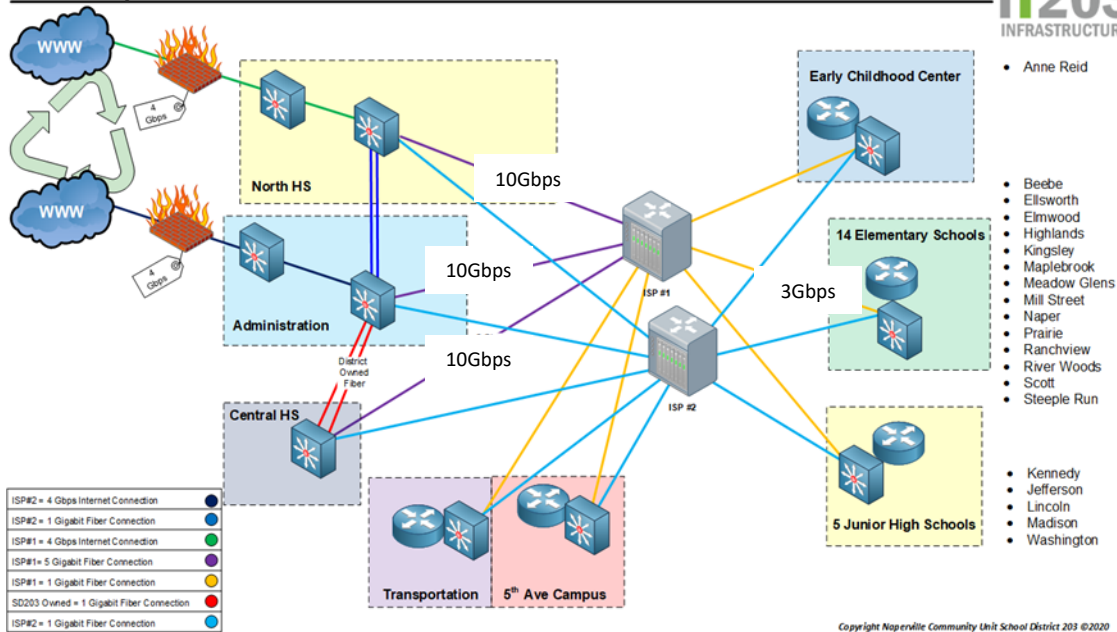 it203
INFRASTRUCTUR
WWW
4
Gbps
North HS
WWW
4
Gbps
Administration
District
Owned
Fiber
Central HS
10Gbps
10Gbps
10Gbps
ISP #1
ISP #2
3Gbps
Early Childhood Center
14 Elementary Schools
5 Junior High Schools
Transportation
5th Ave Campus
• Anne Reid
• Beebe
• Ellsworth
• Elmwood
• Highlands
• Kingsley
• Maplebrook
• Meadow Glens
• Mill Street
• Naper
• Prairie
• Ranchview
• River Woods
• Scott
• Steeple Run
• Kennedy
• Jefferson
• Lincoln
• Madison
• Washington
ISP#2 = 4 Gbps Internet Connection
ISP#2 = 1 Gigabit Fiber Connection
ISP#1 = 4 Gbps Internet Connection
ISP#1= 5 Gigabit Fiber Connection
ISP#1 = 1 Gigabit Fiber Connection
SD203 Owned = 1 Gigabit Fiber Connection
ISP#2 = 1 Gigabit Fiber Connection
Copyright Naperville Community Unit School District 203 ©2020